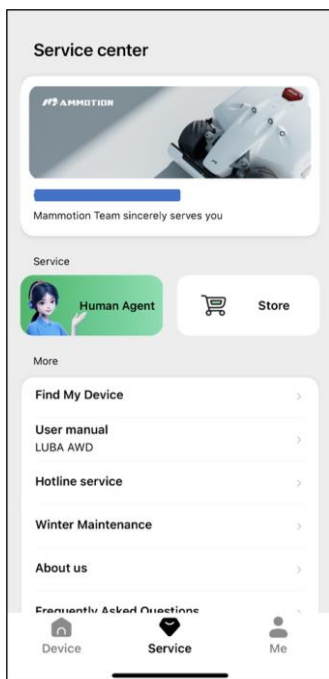 Service center
MAMMOTION
Mammotion Team sincerely serves you
Service
Human Agent
Store
More
Find My Device
User manual
LUBA AWD
Hotline service
Winter Maintenance
About us
Frequently Asked Questions
Device
Service
Me